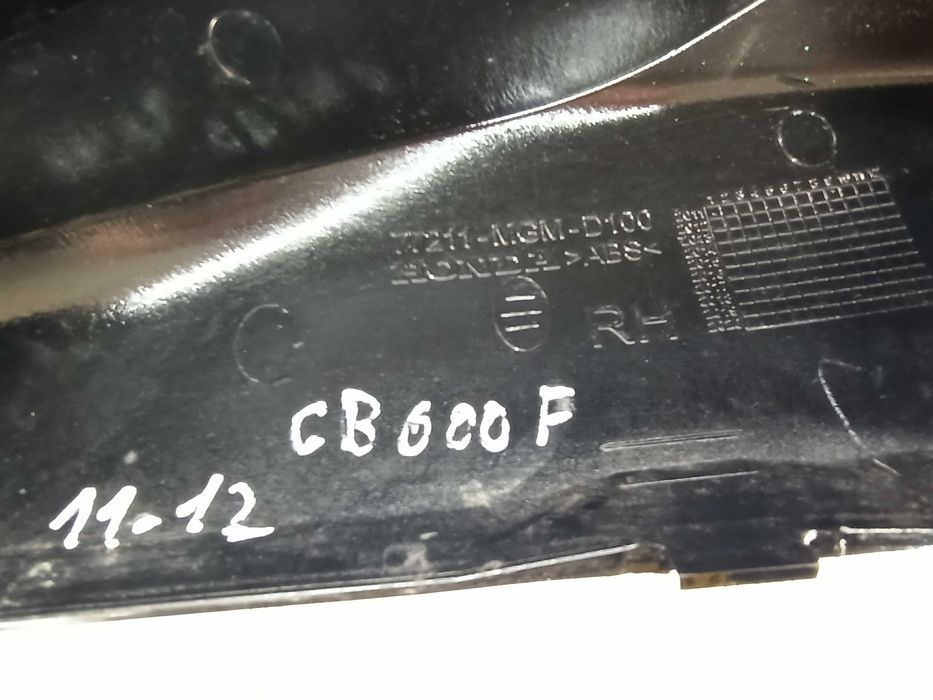 77211-MGM-D100
HONDA >ABS<
RH
CB600F
11-12